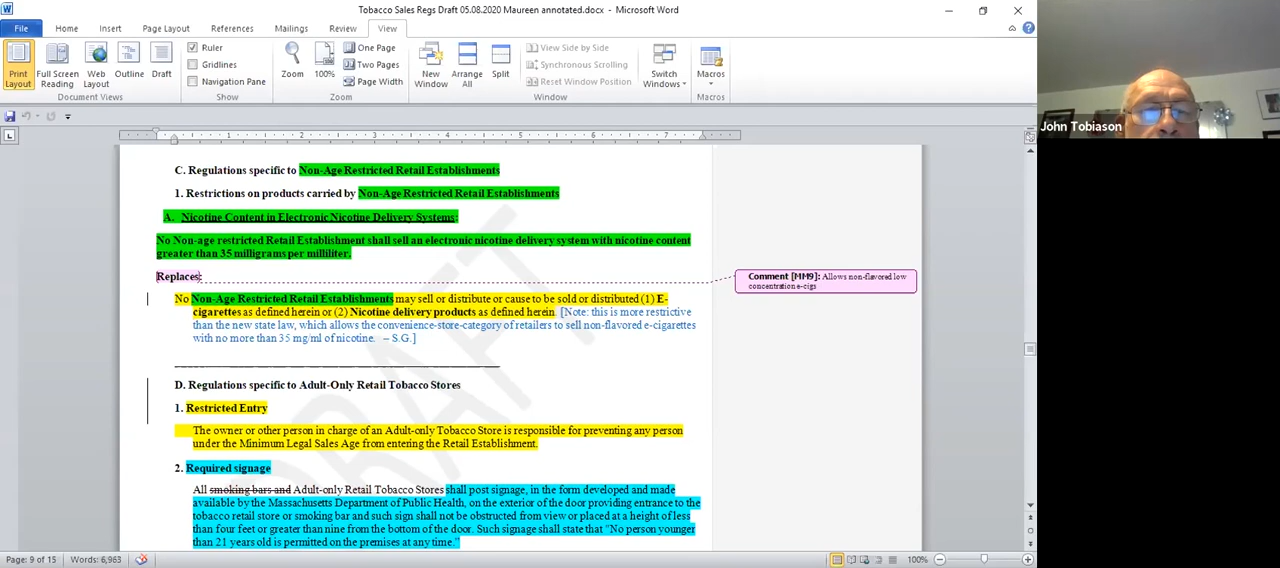 Tobacco Sales Regs Draft 05.08.2020 Maureen annotated.docx - Microsoft Word
File Home Insert Page Layout References Mailings Review View
Print Layout
Full Screen Reading
Web Layout
Outline
Draft
Document Views
Ruler
Gridlines
Navigation Pane
Show
Zoom
100%
One Page
Two Pages
Page Width
Zoom
New Window
Arrange All
Split
View Side by Side
Synchronous Scrolling
Reset Window Position
Window
Switch Windows
Macros
Macros
John Tobiason
1 2 3 4 5 6 7
C. Regulations specific to Non-Age Restricted Retail Establishments
1. Restrictions on products carried by Non-Age Restricted Retail Establishments
A. Nicotine Content in Electronic Nicotine Delivery Systems:
No Non-age restricted Retail Establishment shall sell an electronic nicotine delivery system with nicotine content
greater than 35 milligrams per milliliter.
Replaces:
Comment [MM9]: Allows non-flavored low
concentration e-cigs
No Non-Age Restricted Retail Establishments may sell or distribute or cause to be sold or distributed (1) E-
cigarettes as defined herein or (2) Nicotine delivery products as defined herein. [Note: this is more restrictive
than the new state law, which allows the convenience-store-category of retailers to sell non-flavored e-cigarettes
with no more than 35 mg/ml of nicotine. – S.G.]
D. Regulations specific to Adult-Only Retail Tobacco Stores
1. Restricted Entry
The owner or other person in charge of an Adult-only Tobacco Store is responsible for preventing any person
under the Minimum Legal Sales Age from entering the Retail Establishment.
2. Required signage
All smoking bars and Adult-only Retail Tobacco Stores shall post signage, in the form developed and made
available by the Massachusetts Department of Public Health, on the exterior of the door providing entrance to the
tobacco retail store or smoking bar and such sign shall not be obstructed from view or placed at a height of less
than four feet or greater than nine from the bottom of the door. Such signage shall state that "No person younger
than 21 years old is permitted on the premises at any time."
DRAFT
Page: 9 of 15 Words: 6,963 100%